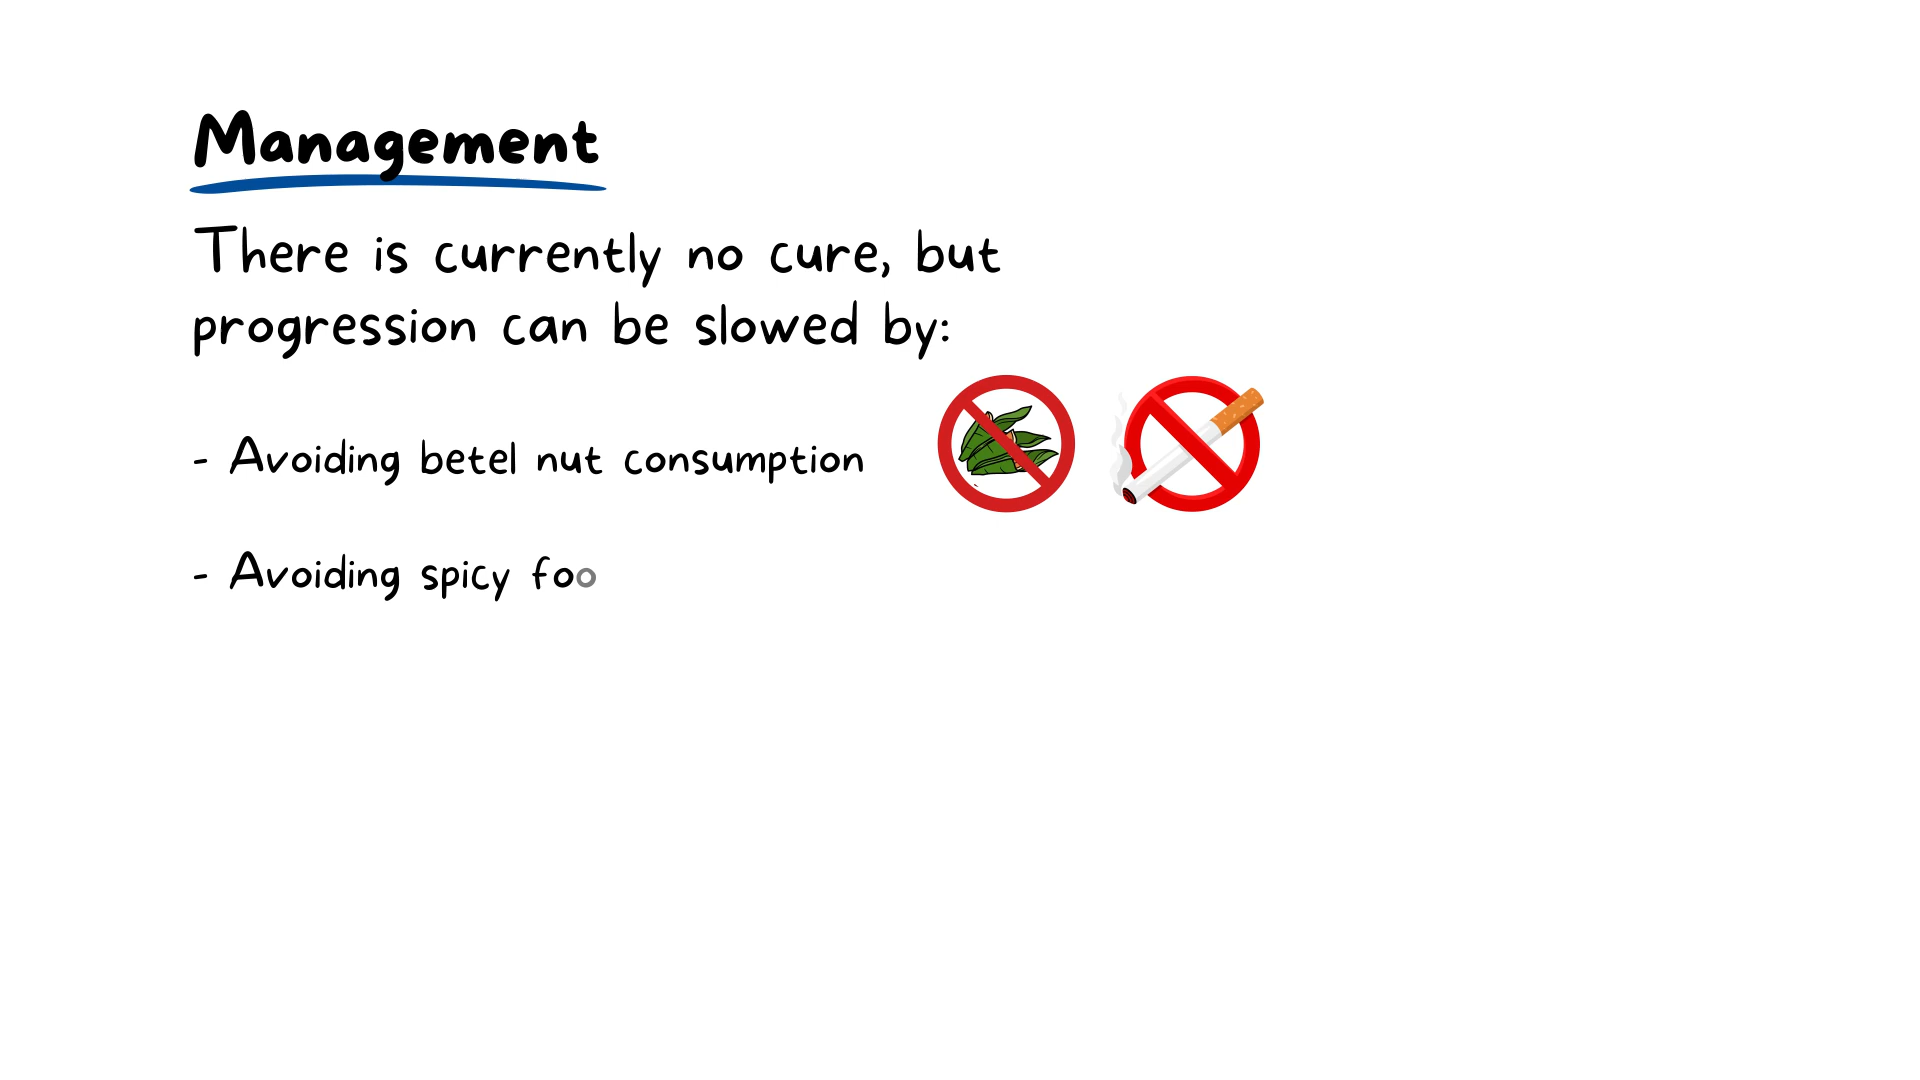 Management
There is currently no cure, but
progression can be slowed by:
- Avoiding betel nut consumption
- Avoiding spicy foo